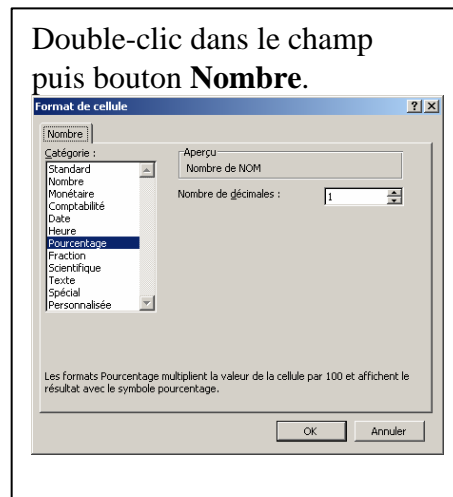 Double-clic dans le champ
puis bouton Nombre.
Format de cellule
Nombre
Catégorie :
Standard
Nombre
Monétaire
Comptabilité
Date
Heure
Pourcentage
Fraction
Scientifique
Texte
Spécial
Personnalisée
Aperçu
Nombre de NOM
Nombre de décimales :
1
Les formats Pourcentage multiplient la valeur de la cellule par 100 et affichent le
résultat avec le symbole pourcentage.
OK
Annuler